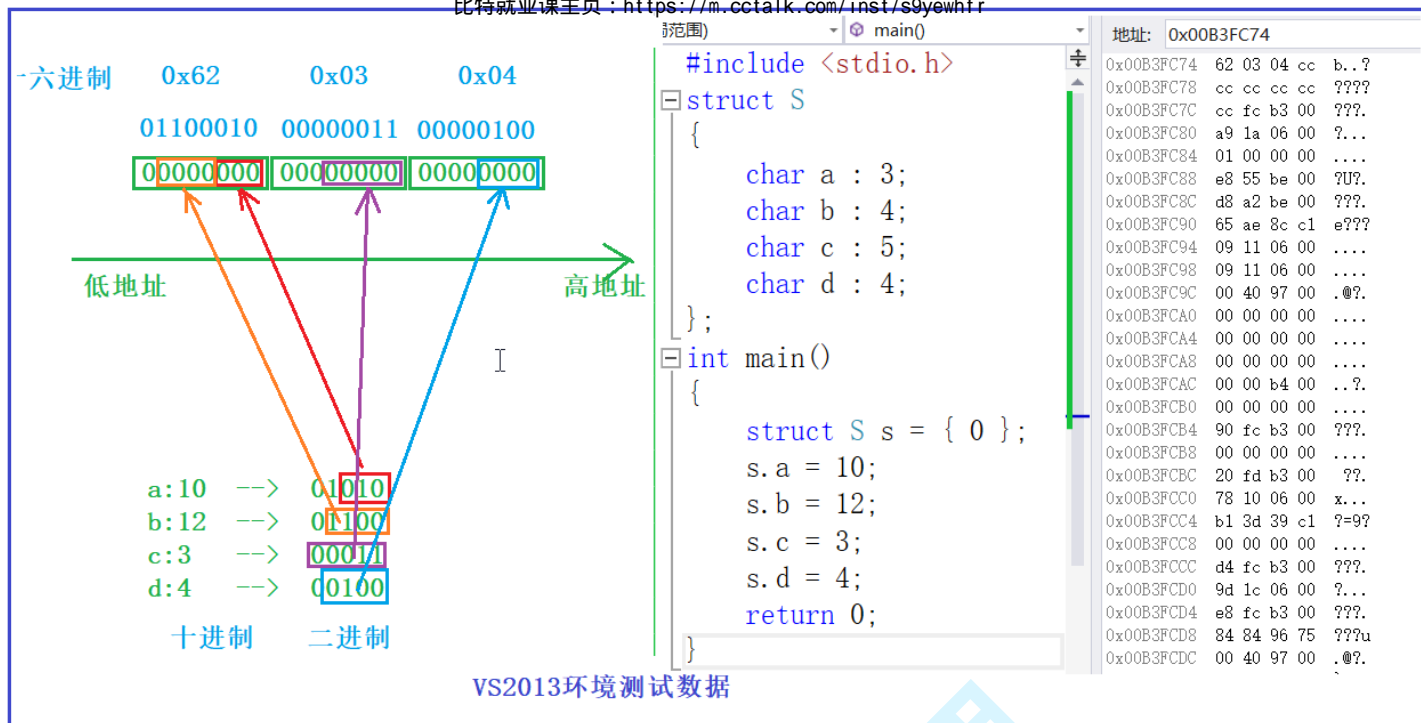 比特就业课主页：https://m.cctalk.com/inst/s9yewhfr
十六进制 0x62 0x03 0x04
01100010 00000011 00000100
00000000 00000000 00000000
低地址 高地址
a:10 --> 01010
b:12 --> 01100
c:3 --> 00011
d:4 --> 00100
十进制 二进制
局范围) main()
#include <stdio.h>
struct S
{
char a : 3;
char b : 4;
char c : 5;
char d : 4;
};
int main()
{
struct S s = { 0 };
s.a = 10;
s.b = 12;
s.c = 3;
s.d = 4;
return 0;
}
地址: 0x00B3FC74
0x00B3FC74 62 03 04 cc b..?
0x00B3FC78 cc cc cc cc ????
0x00B3FC7C cc fc b3 00 ???.
0x00B3FC80 a9 1a 06 00 ?...
0x00B3FC84 01 00 00 00 ....
0x00B3FC88 e8 55 be 00 ?U?.
0x00B3FC8C d8 a2 be 00 ???.
0x00B3FC90 65 ae 8c c1 e???
0x00B3FC94 09 11 06 00 ....
0x00B3FC98 09 11 06 00 ....
0x00B3FC9C 00 40 97 00 .@?.
0x00B3FCA0 00 00 00 00 ....
0x00B3FCA4 00 00 00 00 ....
0x00B3FCA8 00 00 00 00 ....
0x00B3FCAC 00 00 b4 00 ..?.
0x00B3FCB0 00 00 00 00 ....
0x00B3FCB4 90 fc b3 00 ???.
0x00B3FCB8 00 00 00 00 ....
0x00B3FCBC 20 fd b3 00 ??.
0x00B3FCC0 78 10 06 00 x...
0x00B3FCC4 b1 3d 39 c1 ?=9?
0x00B3FCC8 00 00 00 00 ....
0x00B3FCCC d4 fc b3 00 ???.
0x00B3FCD0 9d 1c 06 00 ?...
0x00B3FCD4 e8 fc b3 00 ???.
0x00B3FCD8 84 84 96 75 ???u
0x00B3FCDC 00 40 97 00 .@?.
VS2013环境测试数据